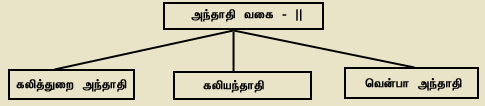 அந்தாதி வகை - ||
கலித்துறை அந்தாதி
கலியந்தாதி
வென்பா அந்தாதி